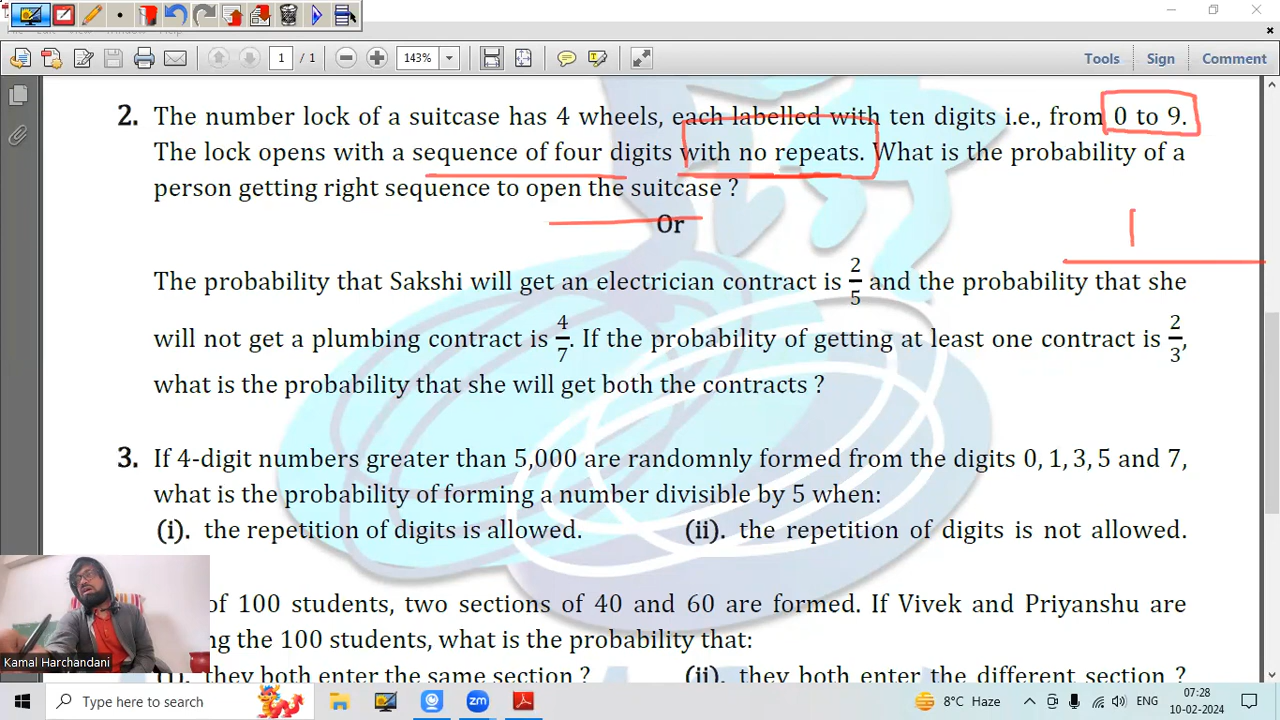 1 / 1
143%
Tools
Sign
Comment
2. The number lock of a suitcase has 4 wheels, each labelled with ten digits i.e., from 0 to 9.
The lock opens with a sequence of four digits with no repeats. What is the probability of a
person getting right sequence to open the suitcase ?
Or
The probability that Sakshi will get an electrician contract is 2/5 and the probability that she
will not get a plumbing contract is 4/7. If the probability of getting at least one contract is 2/3,
what is the probability that she will get both the contracts ?
3. If 4-digit numbers greater than 5,000 are randomnly formed from the digits 0, 1, 3, 5 and 7,
what is the probability of forming a number divisible by 5 when:
(i). the repetition of digits is allowed. (ii). the repetition of digits is not allowed.
of 100 students, two sections of 40 and 60 are formed. If Vivek and Priyanshu are
ng the 100 students, what is the probability that:
they both enter the same section ? (ii). they both enter the different section ?
Kamal Harchandani
Type here to search
zm
8°C Haze
ENG
07:28
10-02-2024